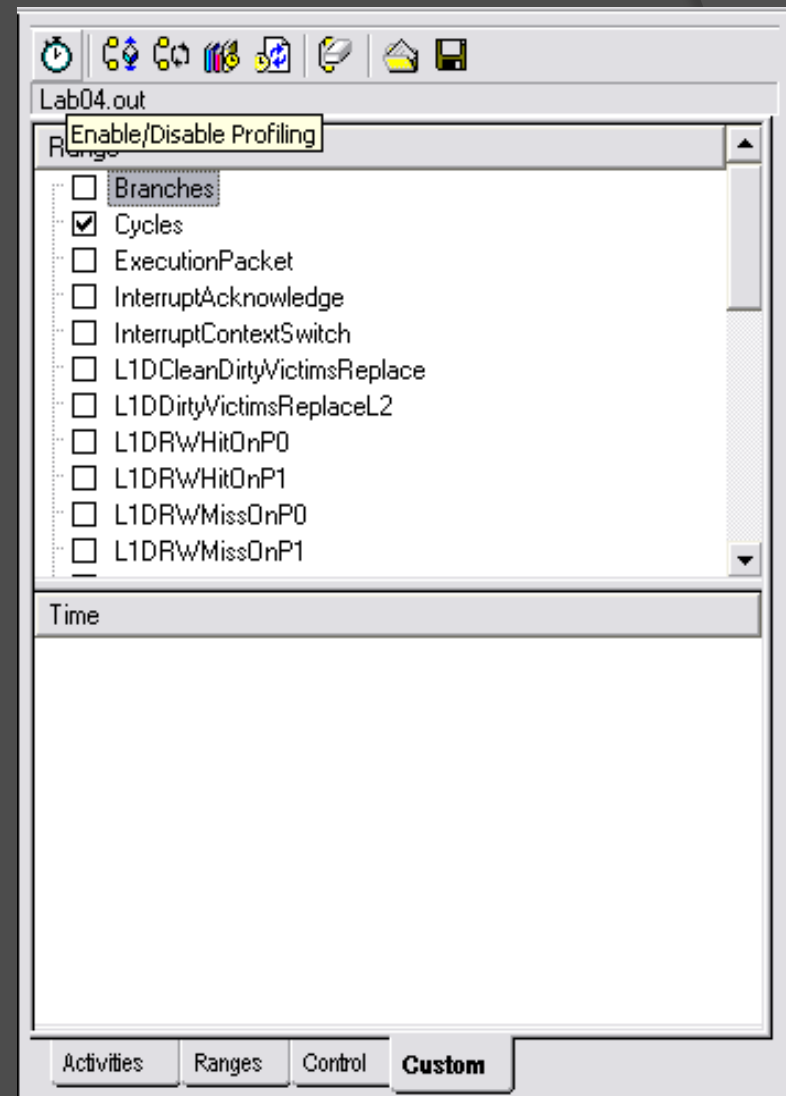 Lab04.out
Enable/Disable Profiling
Branches
Cycles
ExecutionPacket
InterruptAcknowledge
InterruptContextSwitch
L1DCleanDirtyVictimsReplace
L1DDirtyVictimsReplaceL2
L1DRWHitOnP0
L1DRWHitOnP1
L1DRWMissOnP0
L1DRWMissOnP1
Time
Activities Ranges Control Custom